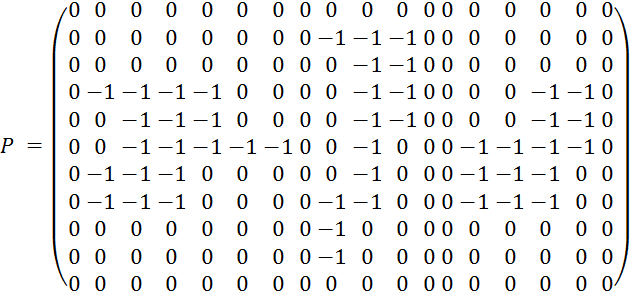 0 0 0 0 0 0 0 0 0 0 0 0 0 0 0 0 0 0
0 0 0 0 0 0 0 0 −1 −1 −1 0 0 0 0 0 0 0
0 0 0 0 0 0 0 0 0 −1 −1 0 0 0 0 0 0 0
0 −1 −1 −1 −1 0 0 0 0 −1 −1 0 0 0 0 −1 −1 0
0 0 −1 −1 −1 0 0 0 0 −1 −1 0 0 0 0 −1 −1 0
P = 0 0 −1 −1 −1 −1 −1 0 0 −1 0 0 0 −1 −1 −1 −1 0
0 −1 −1 −1 0 0 0 0 0 −1 0 0 0 −1 −1 −1 0 0
0 −1 −1 −1 0 0 0 0 −1 −1 0 0 0 −1 −1 −1 0 0
0 0 0 0 0 0 0 0 −1 0 0 0 0 0 0 0 0 0
0 0 0 0 0 0 0 0 −1 0 0 0 0 0 0 0 0 0
0 0 0 0 0 0 0 0 0 0 0 0 0 0 0 0 0 0